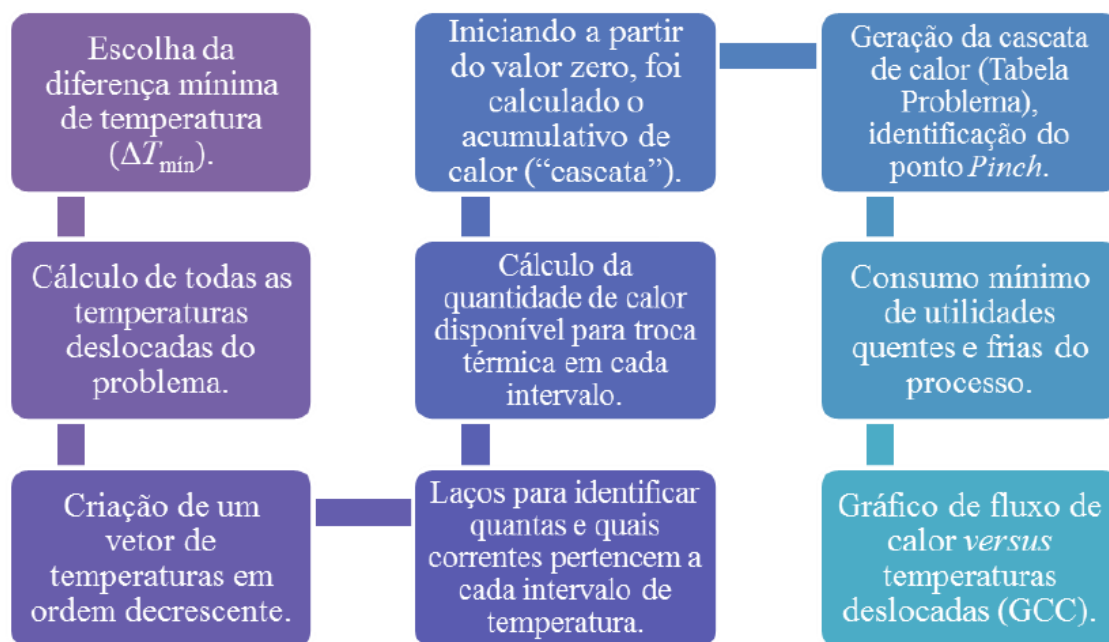 Escolha da
diferença mínima
de temperatura
(ΔTmín).
Cálculo de todas as
temperaturas
deslocadas do
problema.
Criação de um
vetor de
temperaturas em
ordem decrescente.
Laços para identificar
quantas e quais
correntes pertencem a
cada intervalo de
temperatura.
Cálculo da
quantidade de calor
disponível para troca
térmica em cada
intervalo.
Iniciando a partir
do valor zero, foi
calculado o
acumulativo de
calor (“cascata”).
Geração da cascata
de calor (Tabela
Problema),
identificação do
ponto Pinch.
Consumo mínimo
de utilidades
quentes e frias do
processo.
Gráfico de fluxo de
calor versus
temperaturas
deslocadas (GCC).